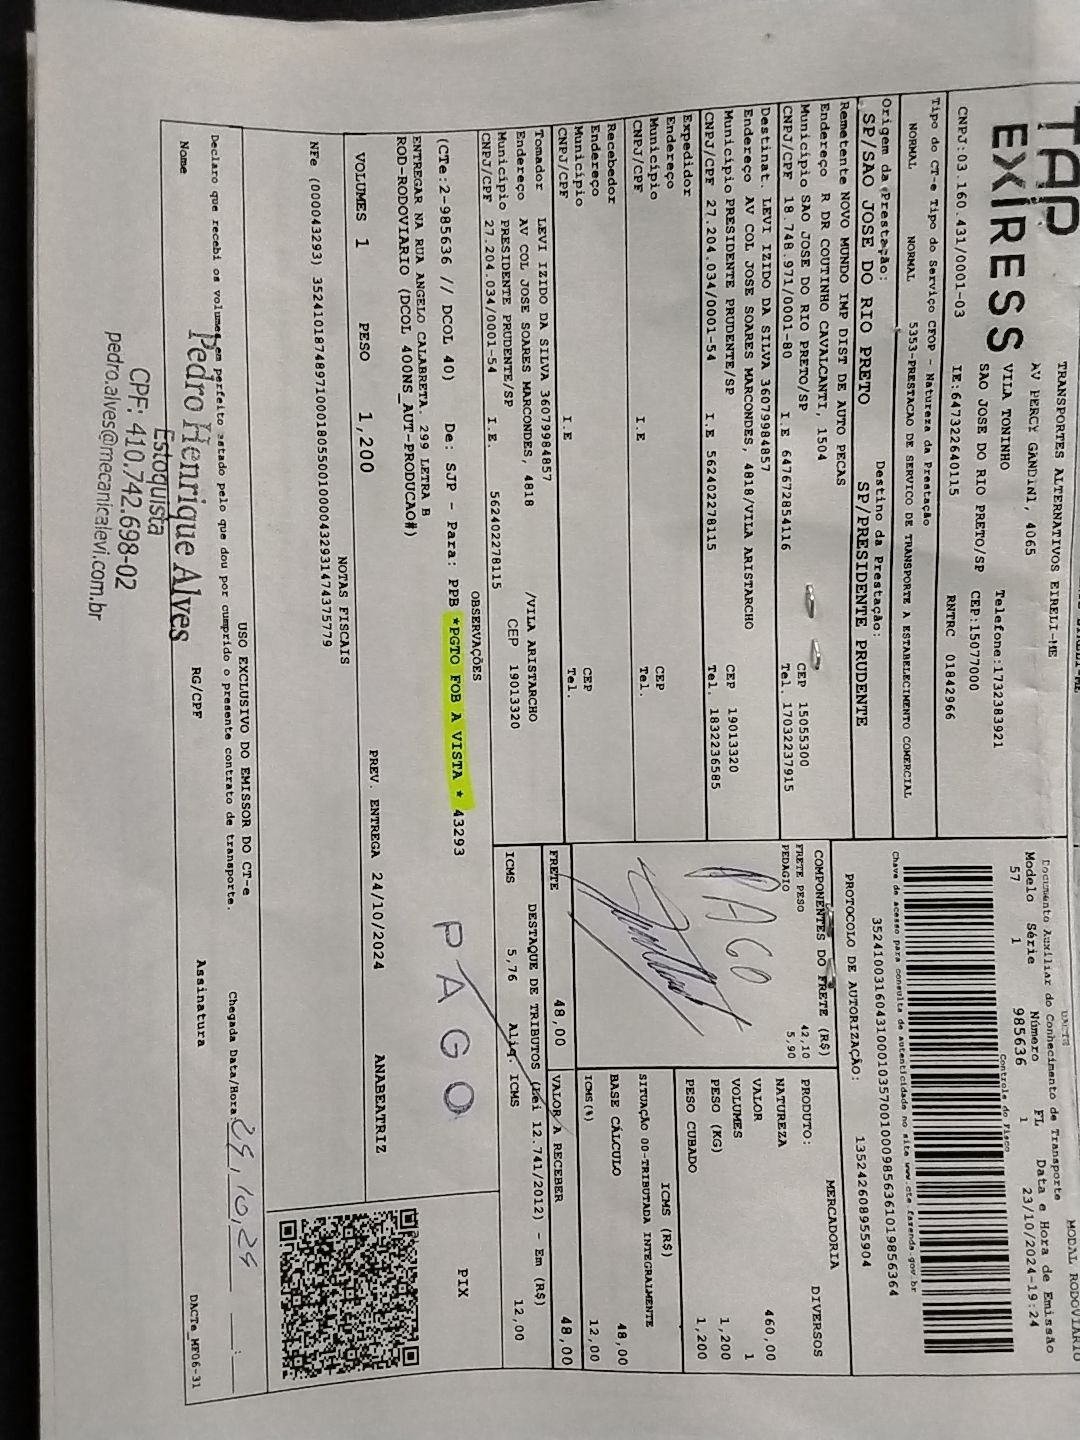 TAP
EXPRESS
TRANSPORTES ALTERNATIVOS EIRELI-ME
AV PERCY GANDINI, 4065
VILA TONINHO Telefone:1732383921
SAO JOSE DO RIO PRETO/SP CEP:15077000
CNPJ:03.160.431/0001-03 IE:647322640115 RNTRC 01842966
MODAL RODOVIÁRIO
DACTE
Documento Auxiliar do Conhecimento de Transporte
Modelo Série Número FL Data e Hora de Emissão
57 1 985636 1 23/10/2024-19:24
Controle do Fisco
Chave de acesso para consulta de autenticidade no site www.cte.fazenda.gov.br
35241003160431000103570010009856361019856364
PROTOCOLO DE AUTORIZAÇÃO: 135242608955904
Tipo do CT-e Tipo do Serviço CFOP - Natureza da Prestação
NORMAL NORMAL 5353-PRESTACAO DE SERVICO DE TRANSPORTE A ESTABELECIMENTO COMERCIAL
Origem da Prestação: Destino da Prestação:
SP/SAO JOSE DO RIO PRETO SP/PRESIDENTE PRUDENTE
Remetente NOVO MUNDO IMP DIST DE AUTO PECAS
Endereço R DR COUTINHO CAVALCANTI, 1504
Município SAO JOSE DO RIO PRETO/SP CEP 15055300
CNPJ/CPF 18.748.971/0001-80 I.E 647672854116 Tel. 17032237915
Destinat. LEVI IZIDO DA SILVA 36079984857
Endereço AV COL JOSE SOARES MARCONDES, 4818/VILA ARISTARCHO
Município PRESIDENTE PRUDENTE/SP CEP 19013320
CNPJ/CPF 27.204.034/0001-54 I.E 562402278115 Tel. 1832236585
Expedidor
Endereço
Município CEP
CNPJ/CPF I.E Tel.
Recebedor
Endereço
Município CEP
CNPJ/CPF I.E Tel.
Tomador LEVI IZIDO DA SILVA 36079984857
Endereço AV COL JOSE SOARES MARCONDES, 4818 /VILA ARISTARCHO
Município PRESIDENTE PRUDENTE/SP CEP 19013320
CNPJ/CPF 27.204.034/0001-54 I.E. 562402278115
COMPONENTES DO FRETE (R$)
FRETE PESO 42,10
PEDAGIO 5,90
PAGO
FRETE 48,00
MERCADORIA
PRODUTO: DIVERSOS
NATUREZA
VALOR 460,00
VOLUMES 1
PESO (KG) 1,200
PESO CUBADO 1,200
ICMS (R$)
SITUAÇÃO 00-TRIBUTADA INTEGRALMENTE
BASE CÁLCULO 48,00
ICMS(%) 12,00
VALOR A RECEBER 48,00
DESTAQUE DE TRIBUTOS (Lei 12.741/2012) - Em (R$)
ICMS 5,76 Aliq. ICMS 12,00
OBSERVAÇÕES
(CTe:2-985636 // DCOL 40) De: SJP - Para: PPB *PGTO FOB A VISTA * 43293
ENTREGAR NA RUA ANGELO CALABRETA. 299 LETRA B
ROD-RODOVIARIO (DCOL 400NS_AUT-PRODUCAO#)
PAGO
PIX
VOLUMES 1 PESO 1,200 PREV. ENTREGA 24/10/2024 ANABEATRIZ
NOTAS FISCAIS
NFe (000043293) 35241018748971000180550010000432931474375779
USO EXCLUSIVO DO EMISSOR DO CT-e
Declaro que recebi os volumes em perfeito estado pelo que dou por cumprido o presente contrato de transporte.
Chegada Data/Hora: 24,10,24 __:__
Nome RG/CPF Assinatura
Pedro Henrique Alves
Estoquista
CPF: 410.742.698-02
pedro.alves@mecanicalevi.com.br
DACTe_MF06-31